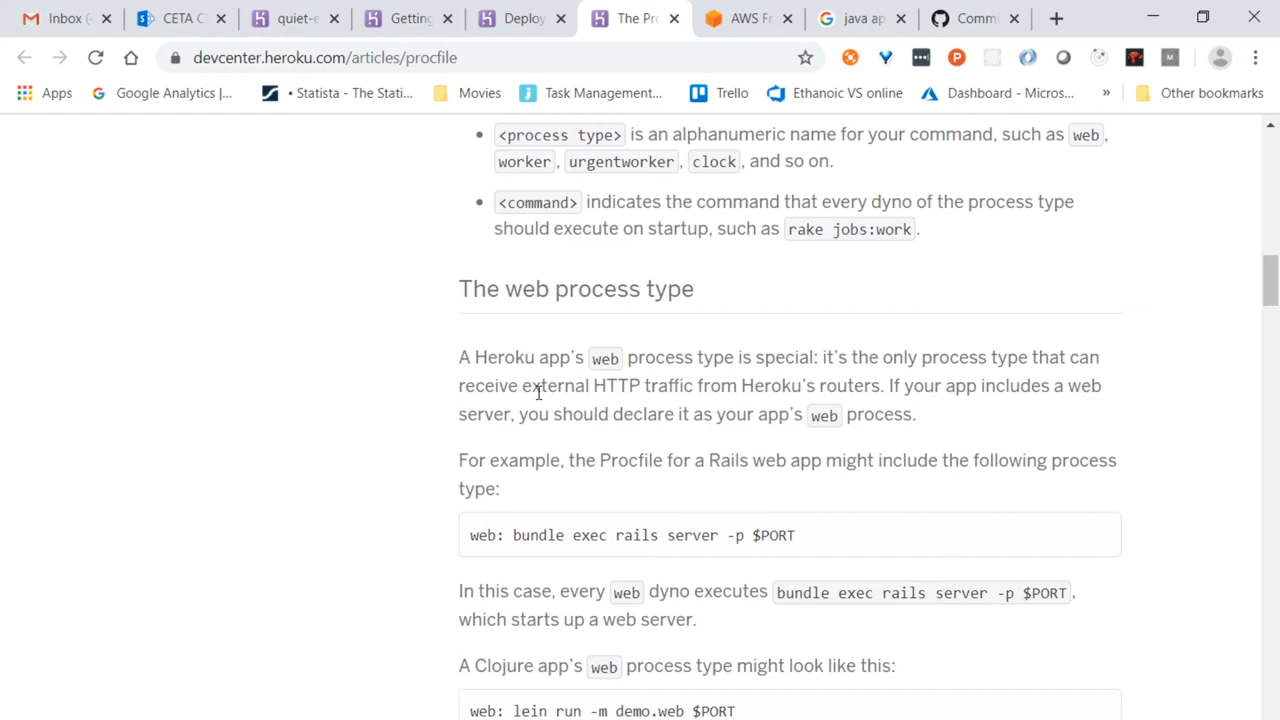 Inbox (
CETA C
quiet-e
Getting
Deploy
The Pro
AWS Fr
java ap
Commi
devcenter.heroku.com/articles/procfile
Apps
Google Analytics |...
• Statista - The Stati...
Movies
Task Management...
Trello
Ethanoic VS online
Dashboard - Micros...
»
Other bookmarks
• <process type> is an alphanumeric name for your command, such as web,
worker, urgentworker, clock, and so on.
• <command> indicates the command that every dyno of the process type
should execute on startup, such as rake jobs:work.
The web process type
A Heroku app's web process type is special: it's the only process type that can
receive external HTTP traffic from Heroku's routers. If your app includes a web
server, you should declare it as your app's web process.
For example, the Procfile for a Rails web app might include the following process
type:
web: bundle exec rails server -p $PORT
In this case, every web dyno executes bundle exec rails server -p $PORT,
which starts up a web server.
A Clojure app's web process type might look like this:
web: lein run -m demo.web $PORT